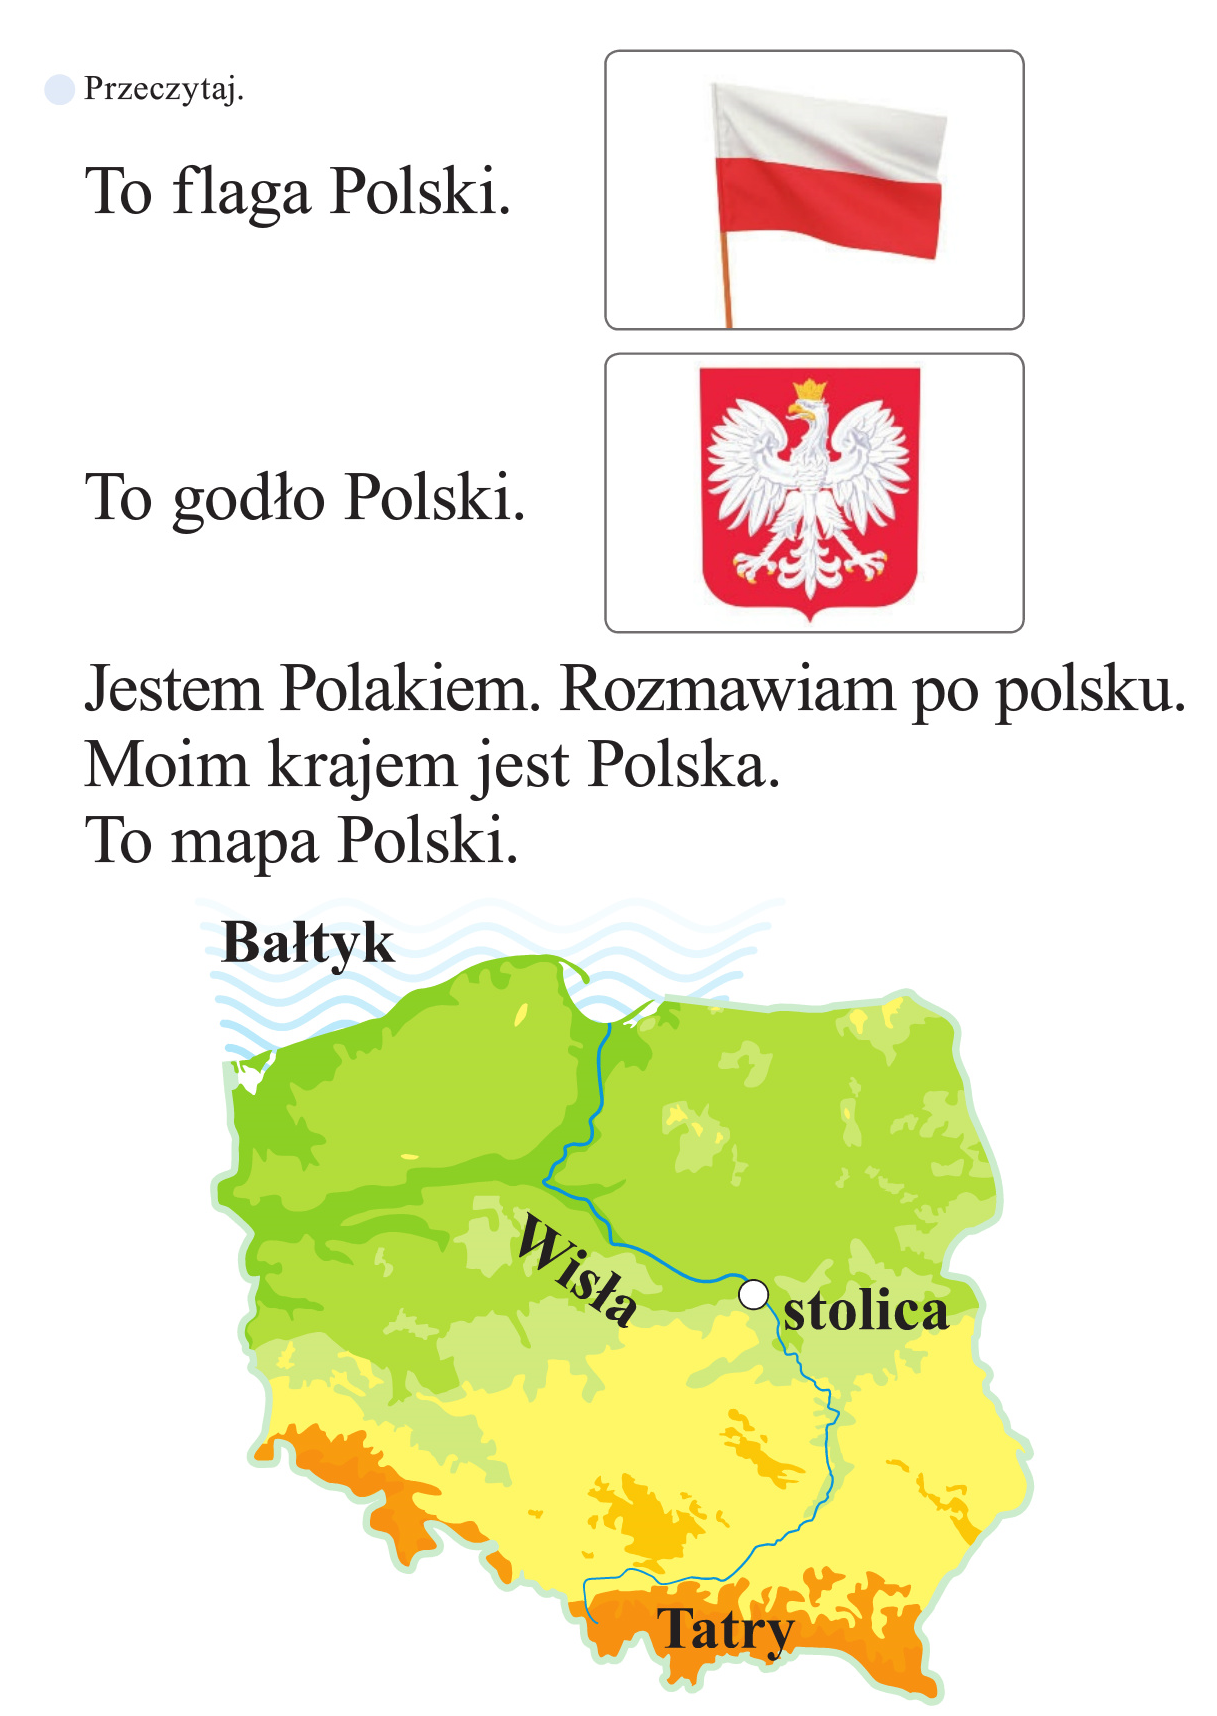 Przeczytaj.
To flaga Polski.
To godło Polski.
Jestem Polakiem. Rozmawiam po polsku.
Moim krajem jest Polska.
To mapa Polski.
Bałtyk
Wisła
stolica
Tatry